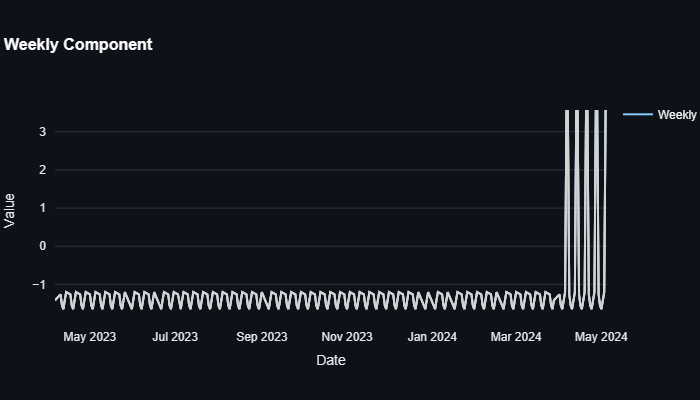 Weekly Component
Weekly
3
2
1
0
−1
Value
May 2023
Jul 2023
Sep 2023
Nov 2023
Jan 2024
Mar 2024
May 2024
Date